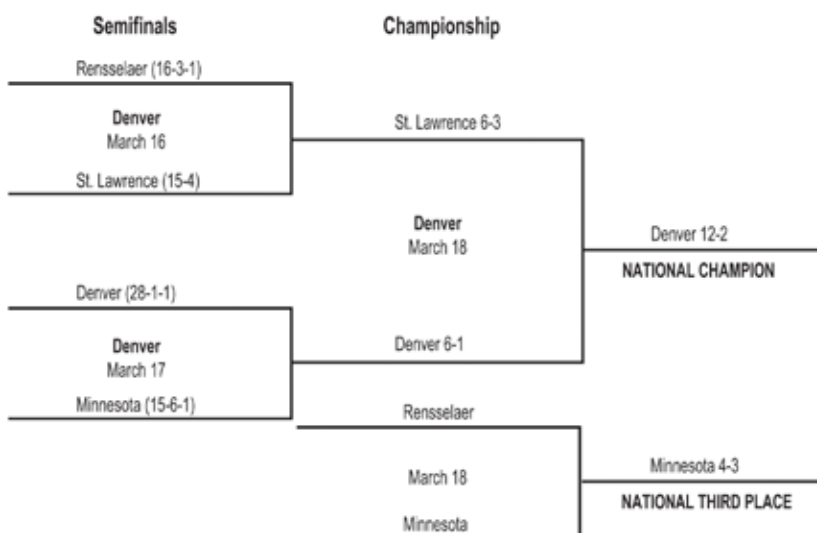 Semifinals
Championship
Rensselaer (16-3-1)
Denver
March 16
St. Lawrence (15-4)
St. Lawrence 6-3
Denver
March 18
Denver 12-2
NATIONAL CHAMPION
Denver (28-1-1)
Denver
March 17
Minnesota (15-6-1)
Denver 6-1
Rensselaer
March 18
Minnesota
Minnesota 4-3
NATIONAL THIRD PLACE